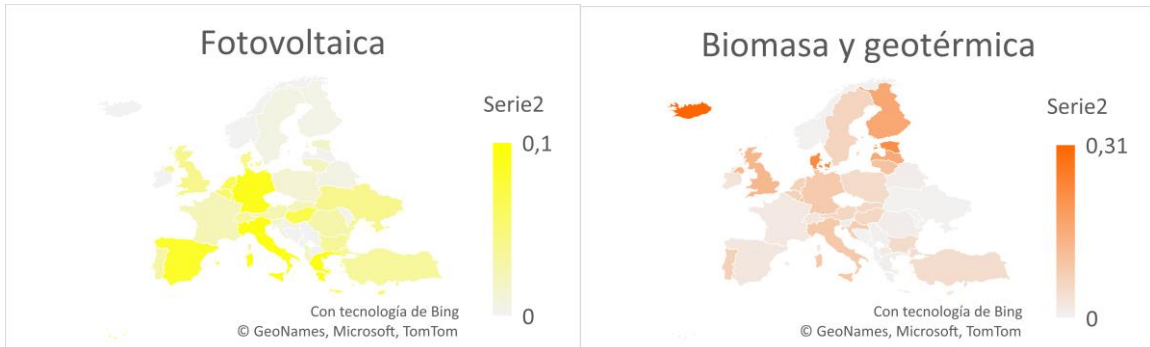 Fotovoltaica
Serie2
0,1
0
Con tecnología de Bing
© GeoNames, Microsoft, TomTom
Biomasa y geotérmica
Serie2
0,31
0
Con tecnología de Bing
© GeoNames, Microsoft, TomTom